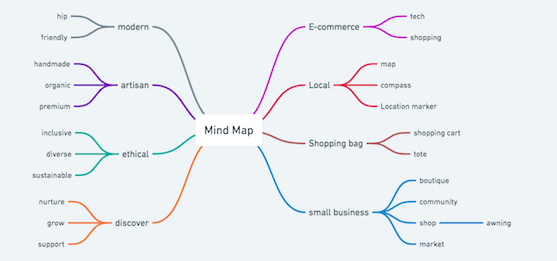 Mind Map
modern
hip
friendly
artisan
handmade
organic
premium
ethical
inclusive
diverse
sustainable
discover
nurture
grow
support
E-commerce
tech
shopping
Local
map
compass
Location marker
Shopping bag
shopping cart
tote
small business
boutique
community
shop
awning
market